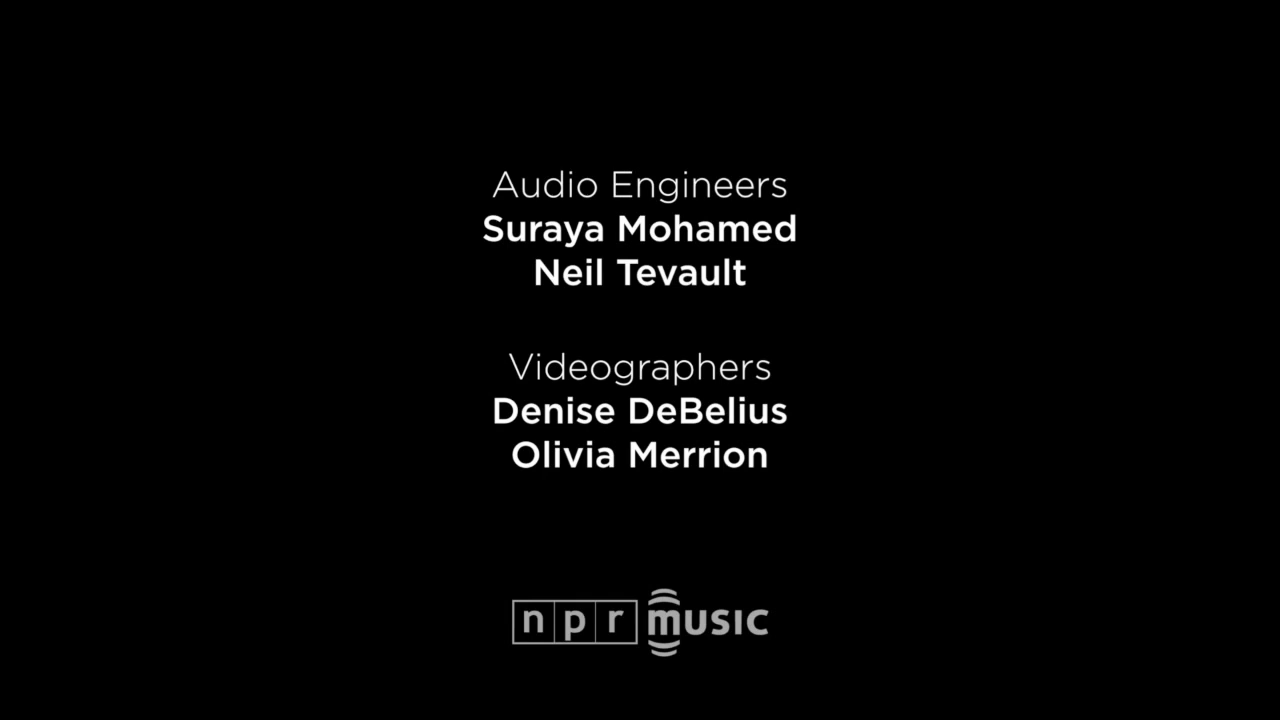 Audio Engineers
Suraya Mohamed
Neil Tevault
Videographers
Denise DeBelius
Olivia Merrion
npr music